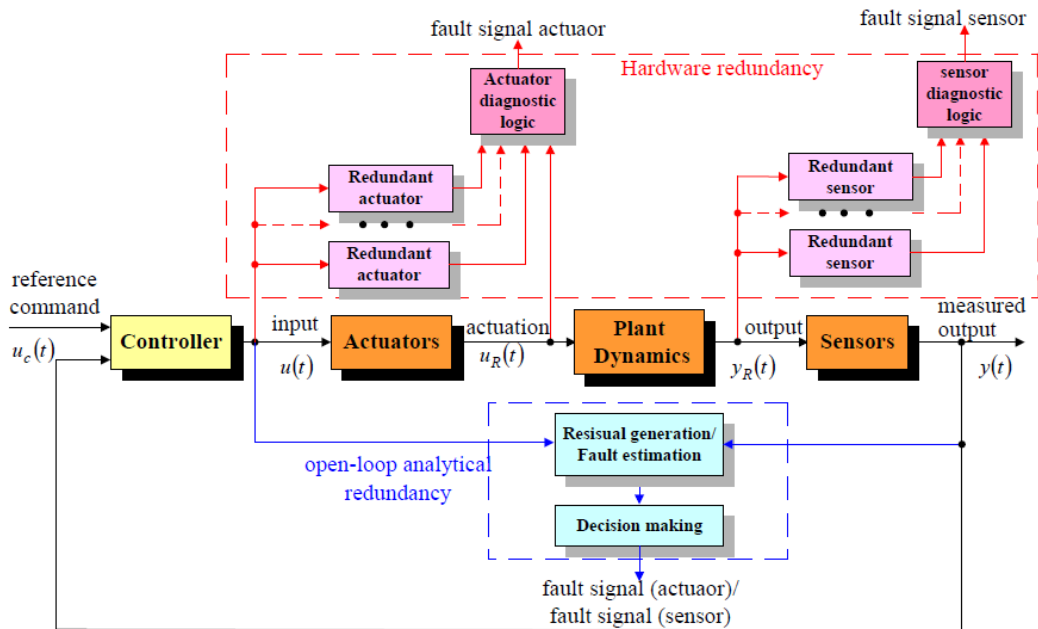 fault signal actuaor
fault signal sensor
Hardware redundancy
Actuator
diagnostic
logic
sensor
diagnostic
logic
Redundant
actuator
Redundant
sensor
• • •
• • •
Redundant
actuator
Redundant
sensor
reference
command
u_c(t)
Controller
input
u(t)
Actuators
actuation
u_R(t)
Plant
Dynamics
output
y_R(t)
Sensors
measured
output
y(t)
open-loop analytical
redundancy
Resisual generation/
Fault estimation
Decision making
fault signal (actuaor)/
fault signal (sensor)